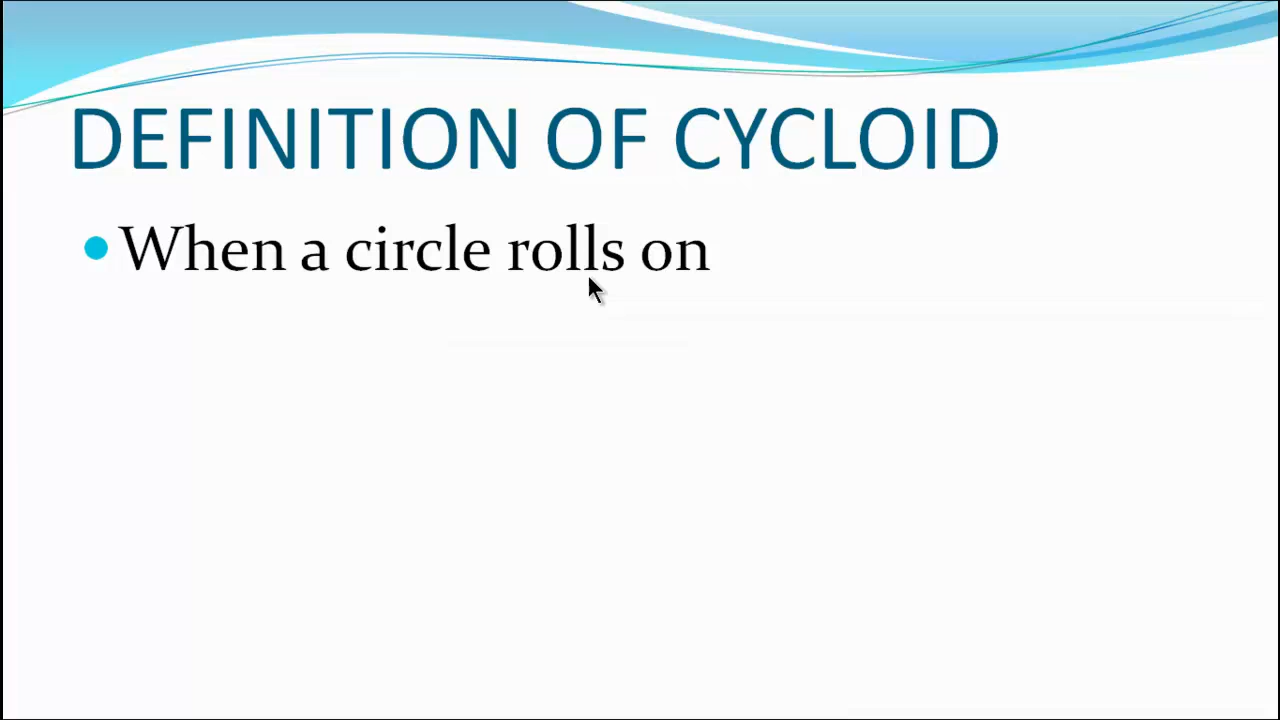 DEFINITION OF CYCLOID
When a circle rolls on